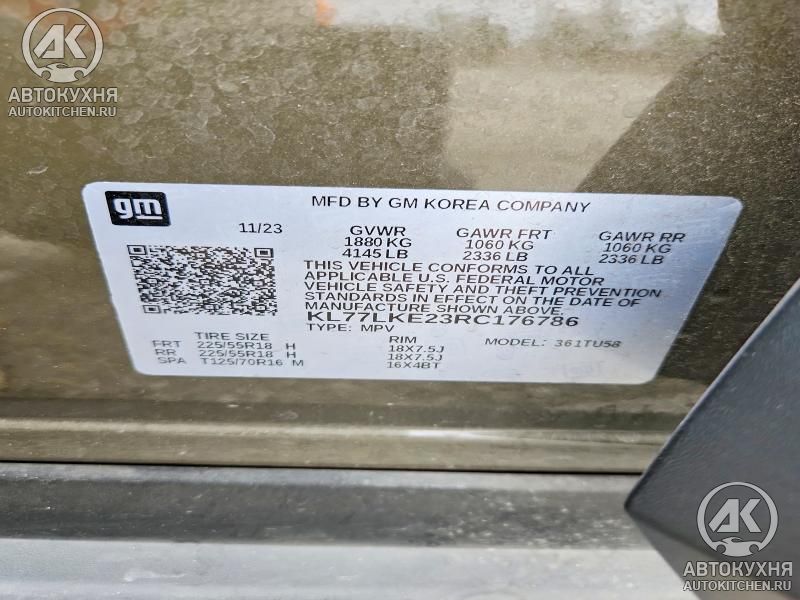 AK
АВТОКУХНЯ
AUTOKITCHEN.RU
gm
MFD BY GM KOREA COMPANY
11/23 GVWR GAWR FRT GAWR RR
1880 KG 1060 KG 1060 KG
4145 LB 2336 LB 2336 LB
THIS VEHICLE CONFORMS TO ALL
APPLICABLE U.S. FEDERAL MOTOR
VEHICLE SAFETY AND THEFT PREVENTION
STANDARDS IN EFFECT ON THE DATE OF
MANUFACTURE SHOWN ABOVE.
KL77LKE23RC176786
TYPE: MPV MODEL: 361TU58
TIRE SIZE RIM
FRT 225/55R18 H 18X7.5J
RR 225/55R18 H 18X7.5J
SPA T125/70R16 M 16X4BT
AK
АВТОКУХНЯ
AUTOKITCHEN.RU